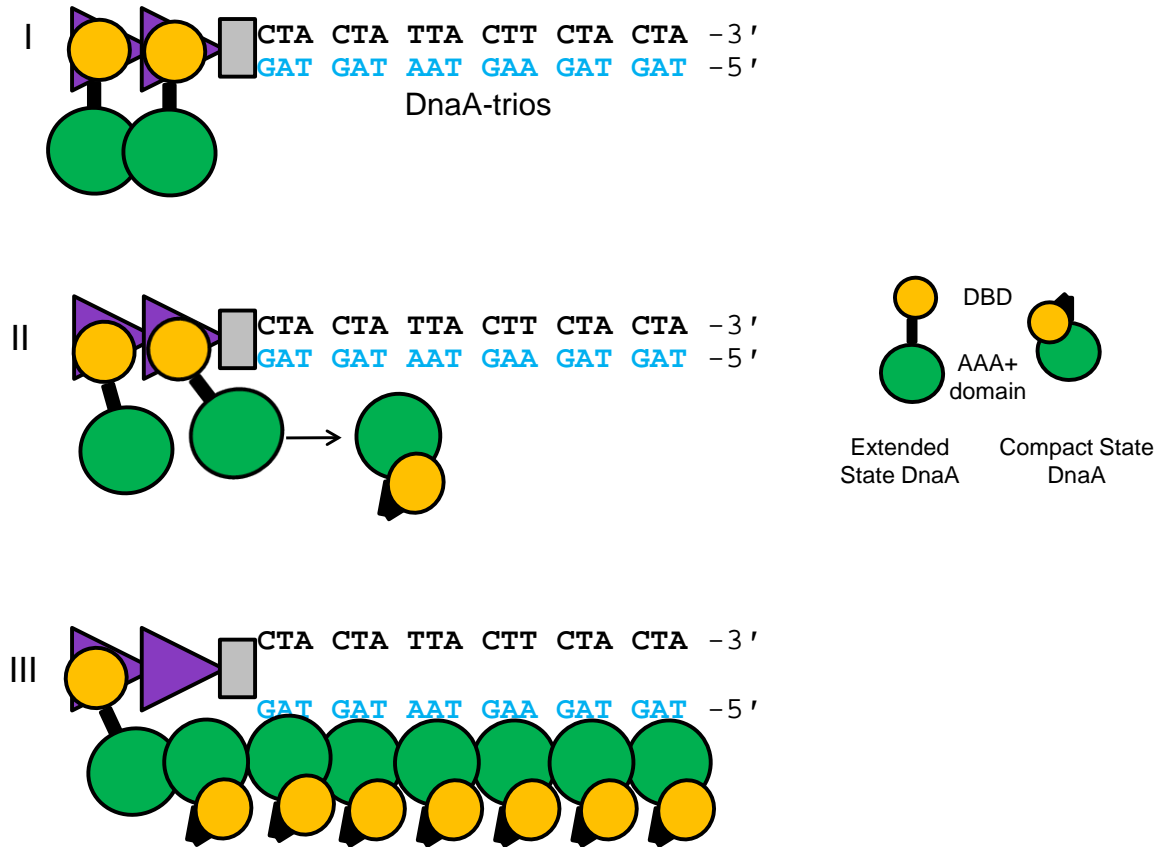 I
CTA CTA TTA CTT CTA CTA -3'
GAT GAT AAT GAA GAT GAT -5'
DnaA-trios
II
CTA CTA TTA CTT CTA CTA -3'
GAT GAT AAT GAA GAT GAT -5'
DBD
AAA+
domain
Extended
State DnaA
Compact State
DnaA
III
CTA CTA TTA CTT CTA CTA -3'
GAT GAT AAT GAA GAT GAT -5'